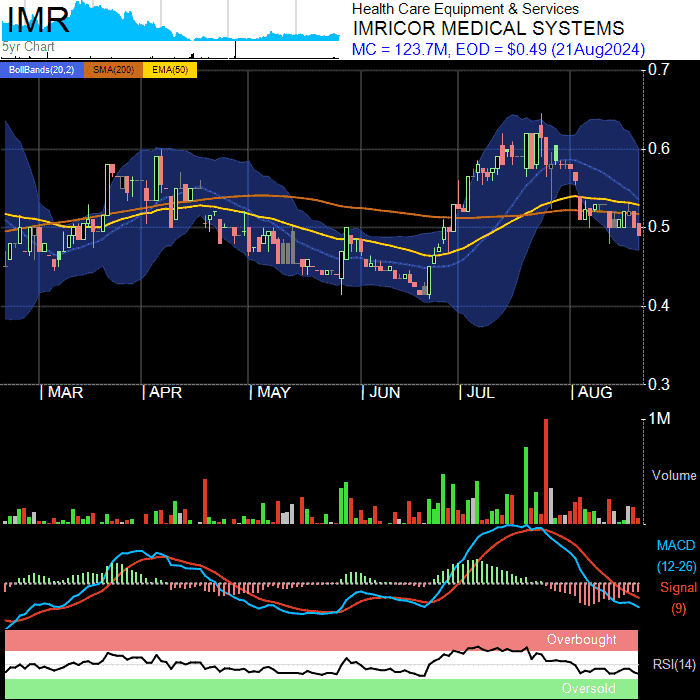 IMR
5yr Chart
Health Care Equipment & Services
IMRICOR MEDICAL SYSTEMS
MC = 123.7M, EOD = $0.49 (21Aug2024)
BollBands(20,2) SMA(200) EMA(50)
0.7
0.6
0.5
0.4
0.3
MAR APR MAY JUN JUL AUG
1M
Volume
MACD
(12-26)
Signal
(9)
Overbought
RSI(14)
Oversold